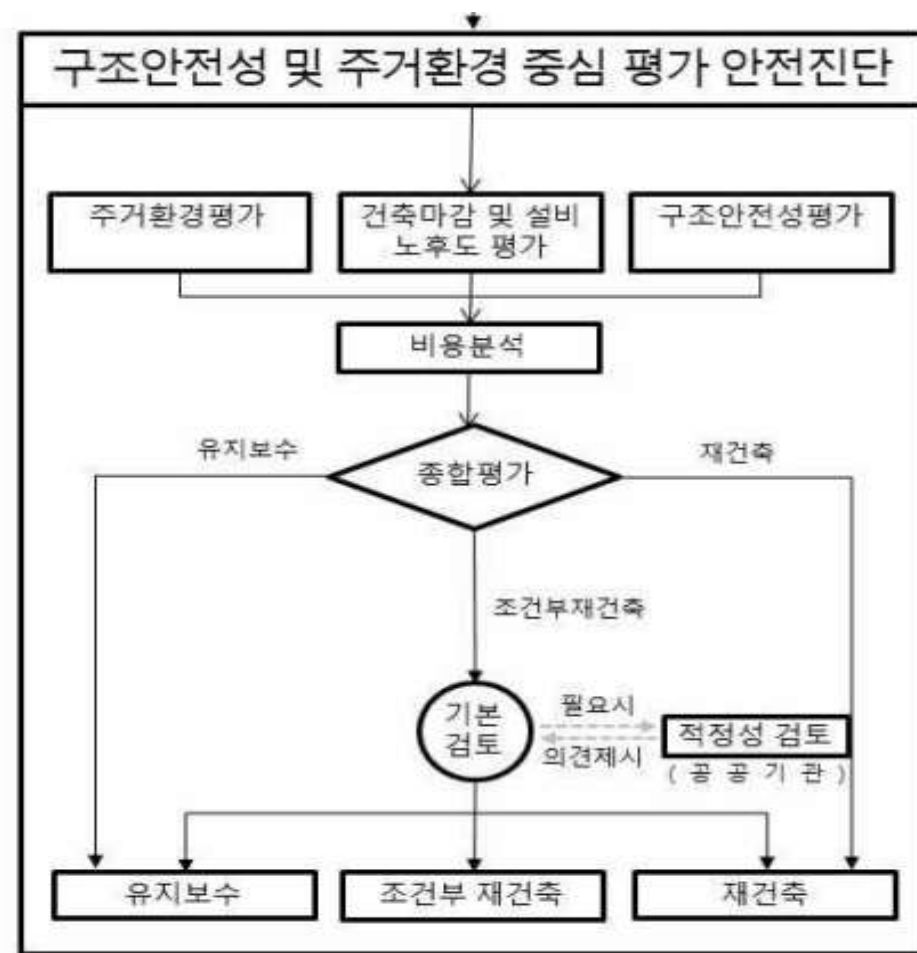 구조안전성 및 주거환경 중심 평가 안전진단
주거환경평가
건축마감 및 설비
노후도 평가
구조안전성평가
비용분석
유지보수
종합평가
재건축
조건부재건축
기본
검토
필요시
의견제시
적정성 검토
( 공 공 기 관 )
유지보수
조건부 재건축
재건축